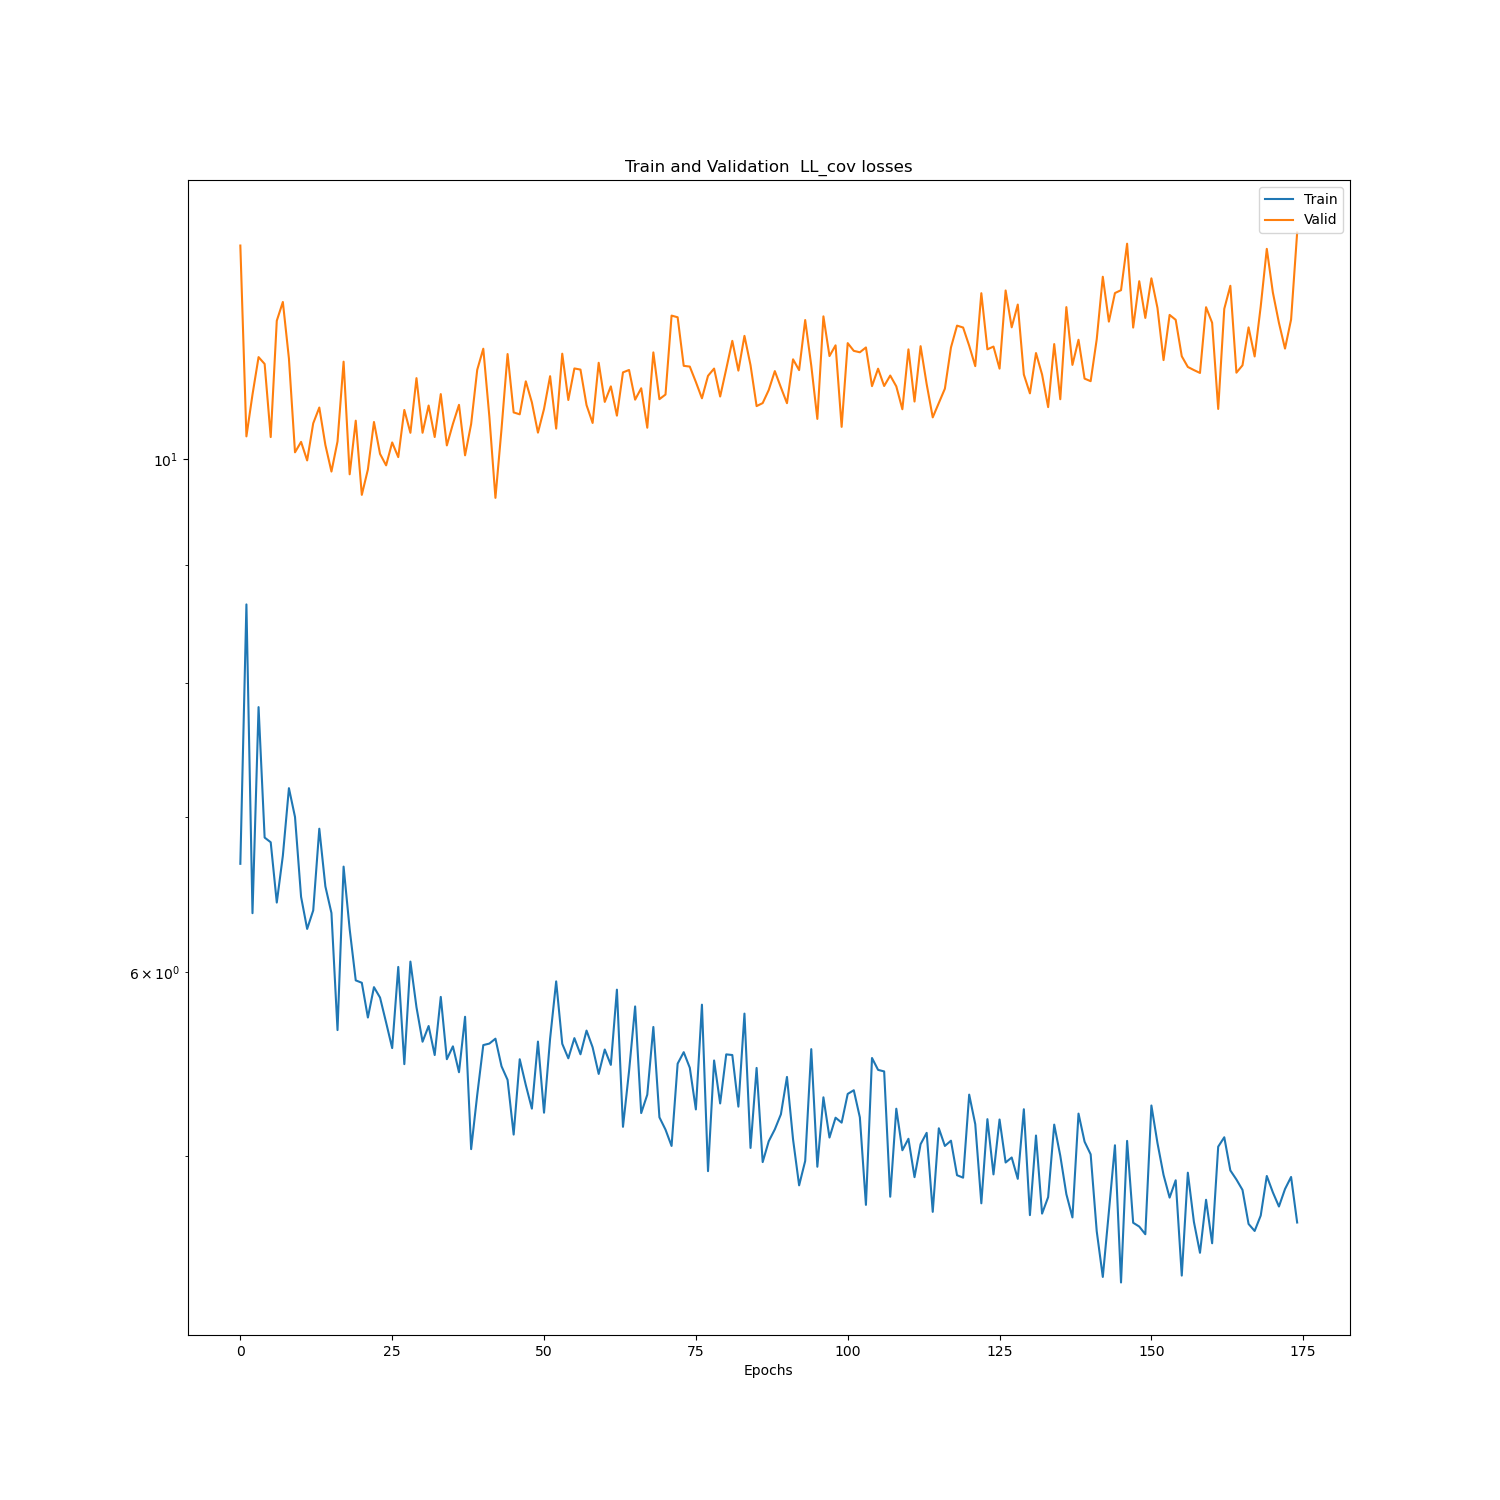 Train and Validation  LL_cov losses
Train
Valid
10¹
6 × 10⁰
0 25 50 75 100 125 150 175
Epochs